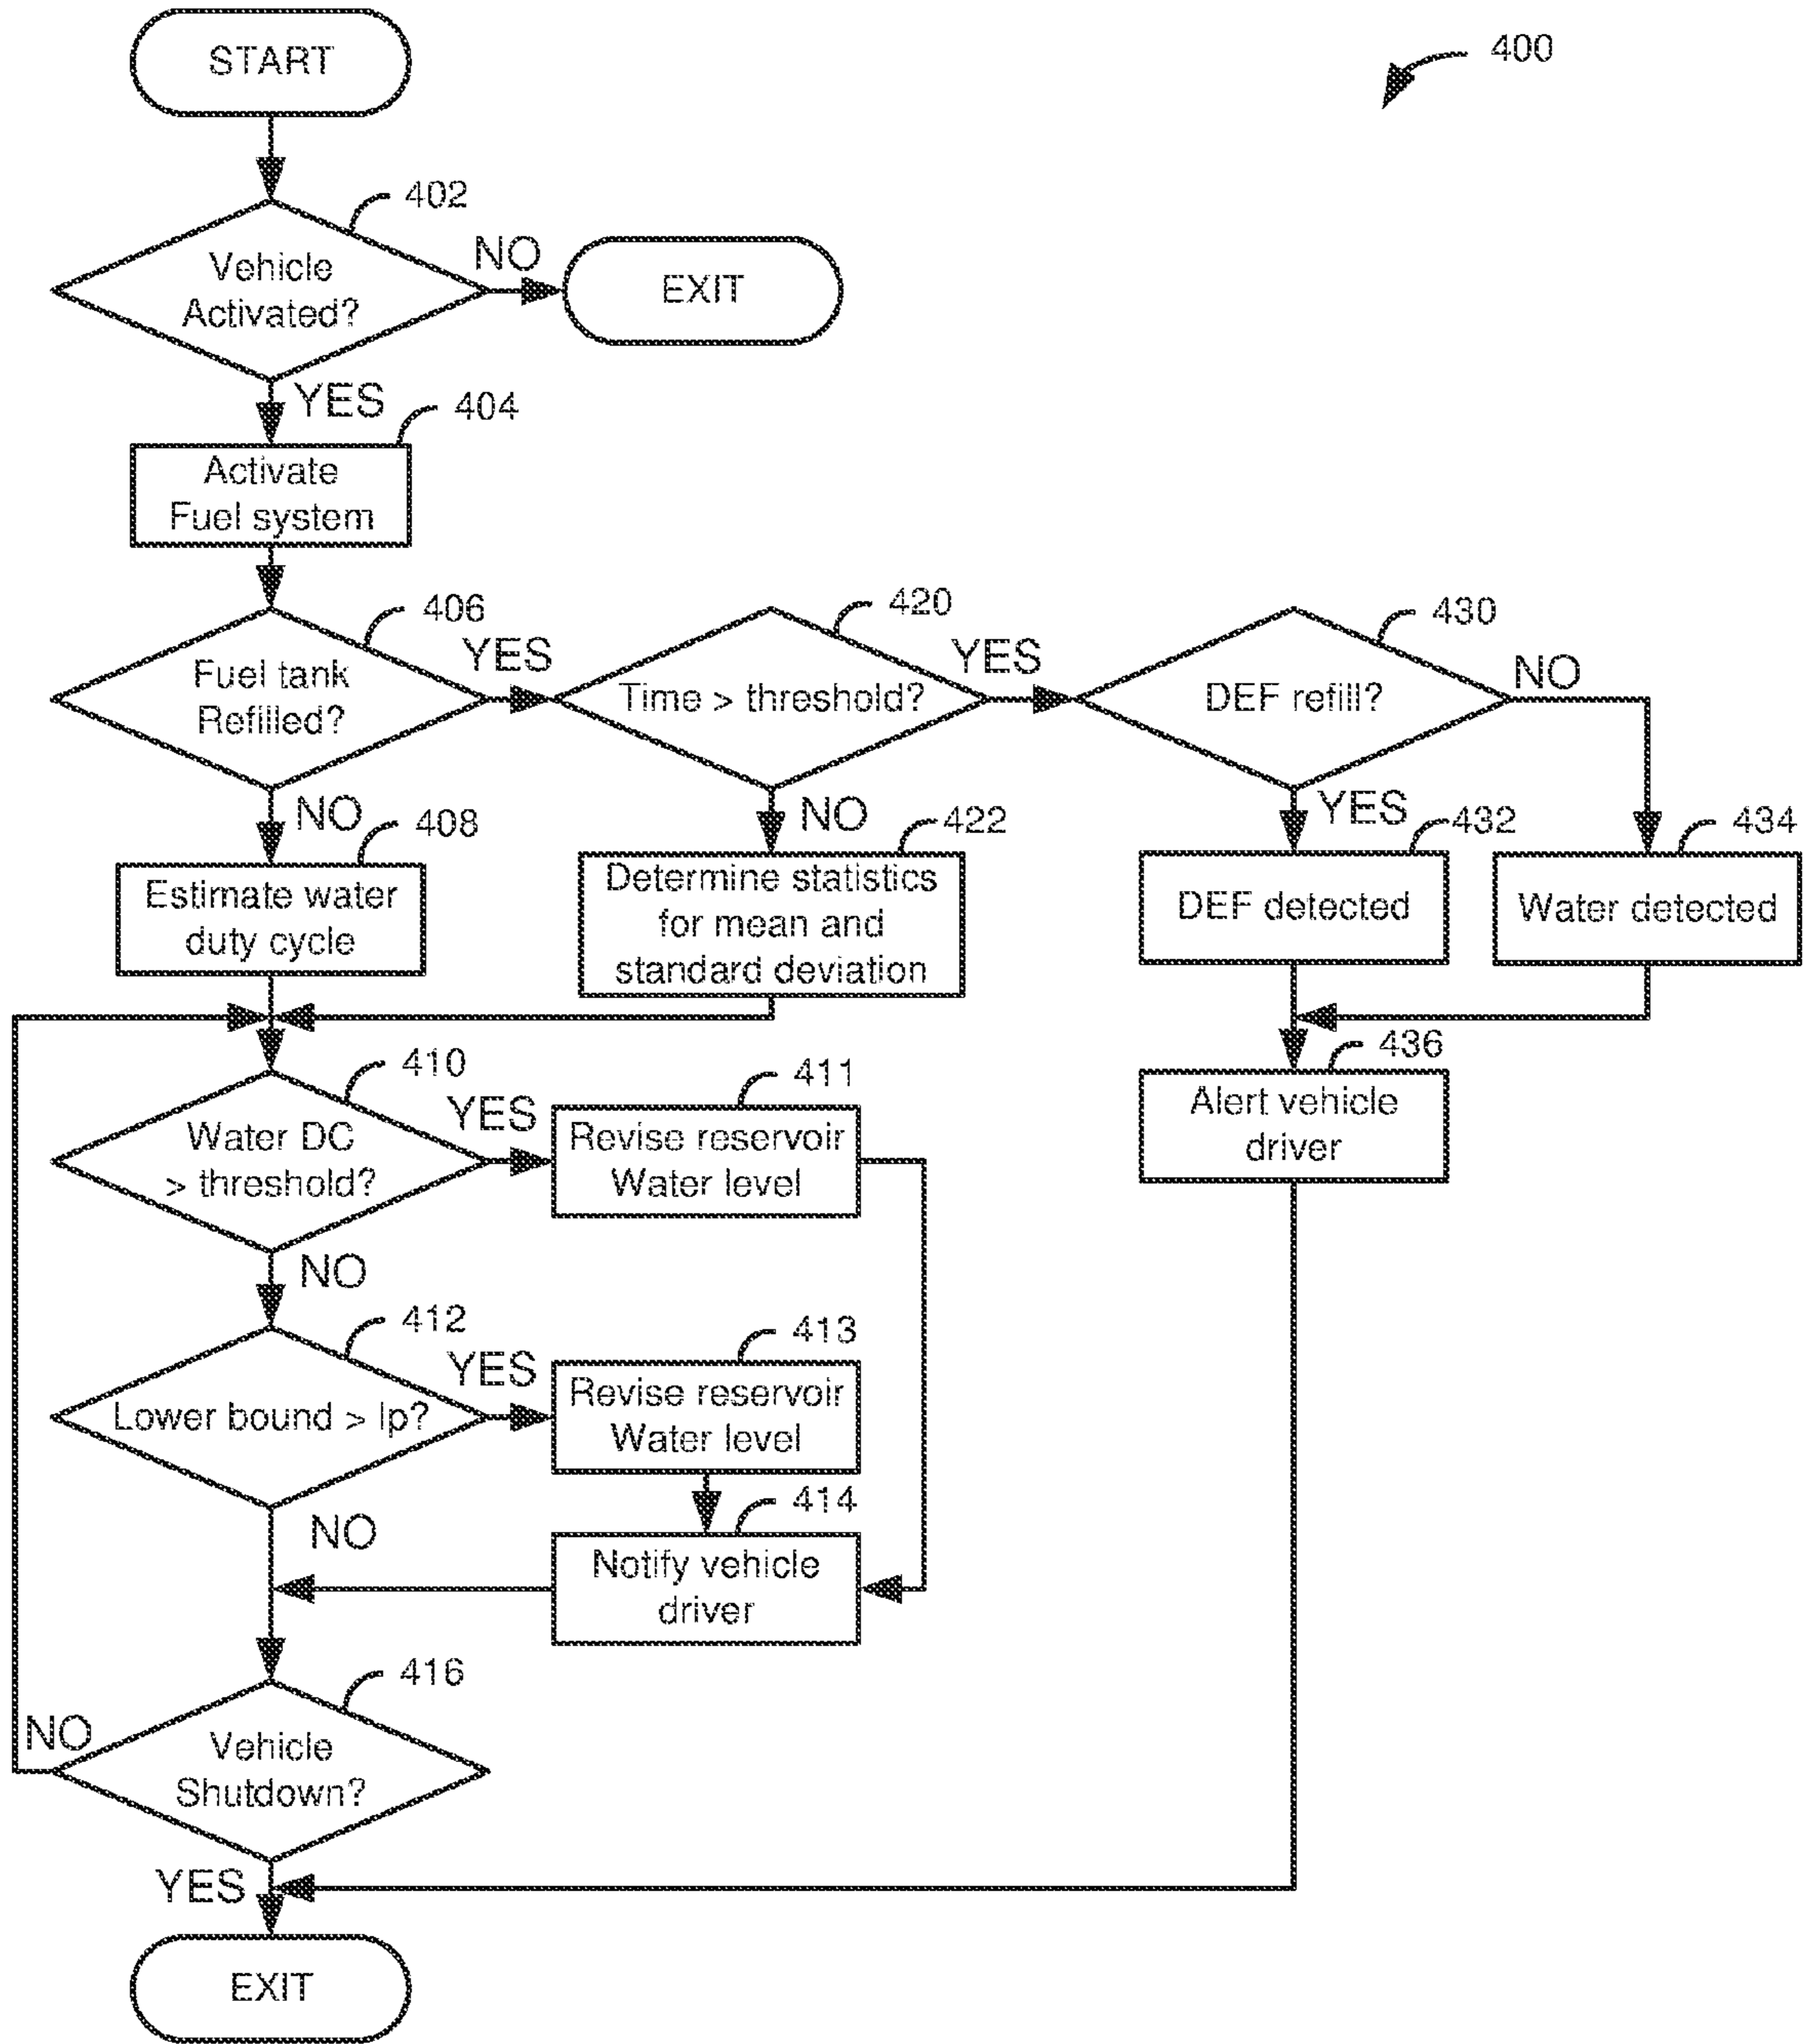 START
400
402
Vehicle
Activated?
NO
EXIT
YES
404
Activate
Fuel system
406
Fuel tank
Refilled?
YES
420
Time > threshold?
YES
430
DEF refill?
NO
NO
408
Estimate water
duty cycle
NO
422
Determine statistics
for mean and
standard deviation
YES
432
DEF detected
434
Water detected
410
Water DC
> threshold?
YES
411
Revise reservoir
Water level
436
Alert vehicle
driver
NO
412
Lower bound > Ip?
YES
413
Revise reservoir
Water level
NO
414
Notify vehicle
driver
416
Vehicle
Shutdown?
NO
YES
EXIT